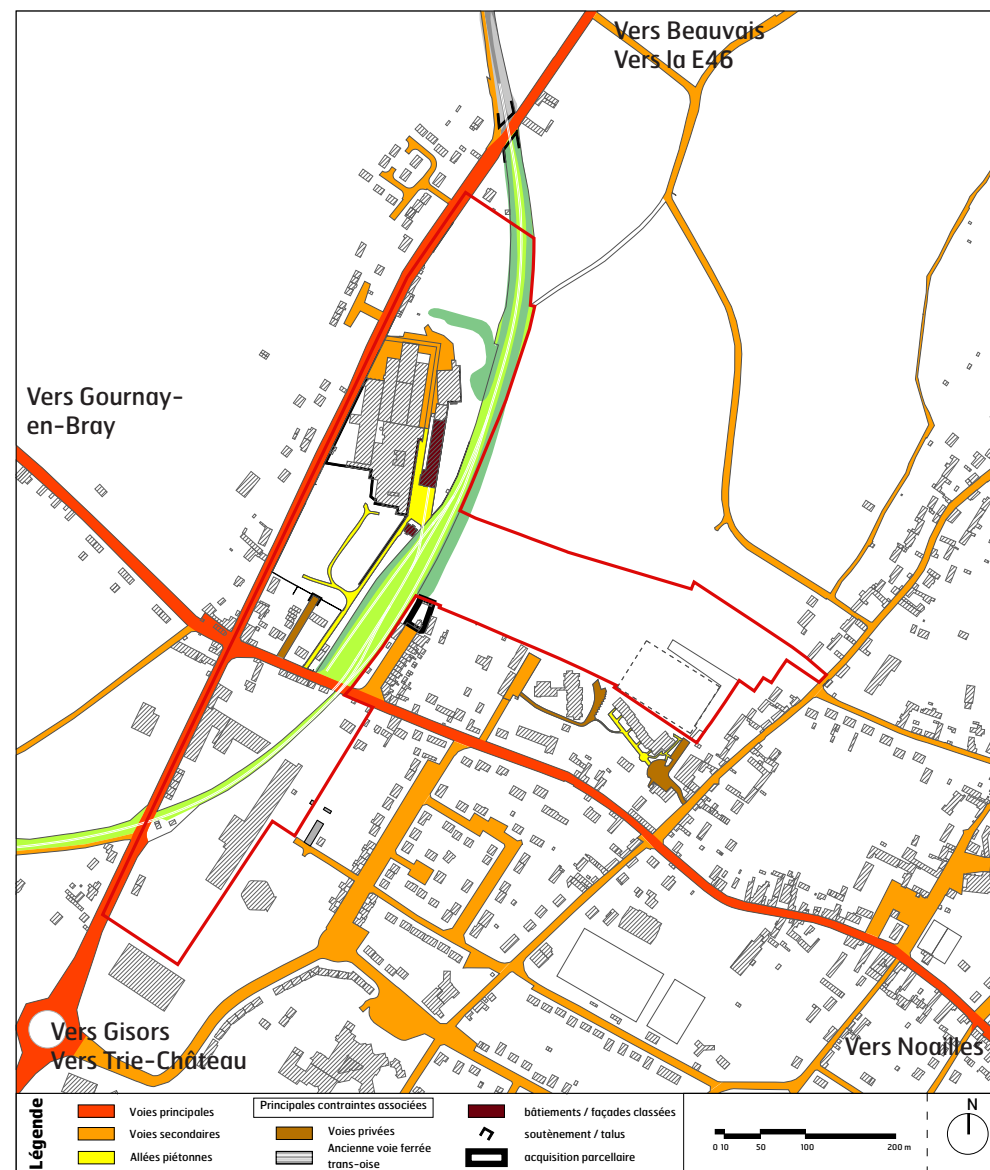 Vers Beauvais
Vers la E46
Vers Gournay-
en-Bray
Vers Gisors
Vers Trie-Château
Vers Noailles
Légende
Voies principales
Voies secondaires
Allées piétonnes
Principales contraintes associées
Voies privées
Ancienne voie ferrée
trans-oise
bâtiements / façades classées
soutènement / talus
acquisition parcellaire
0 10 50 100 200 m
N